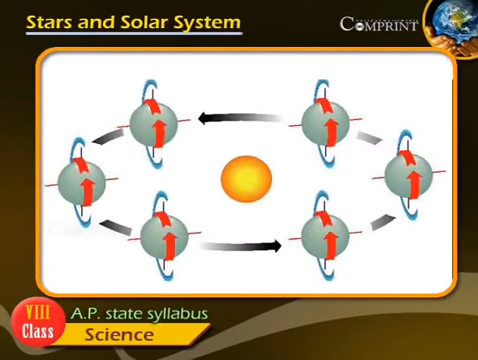 Stars and Solar System
COMPRINT
VIII
Class
A.P. state syllabus
Science